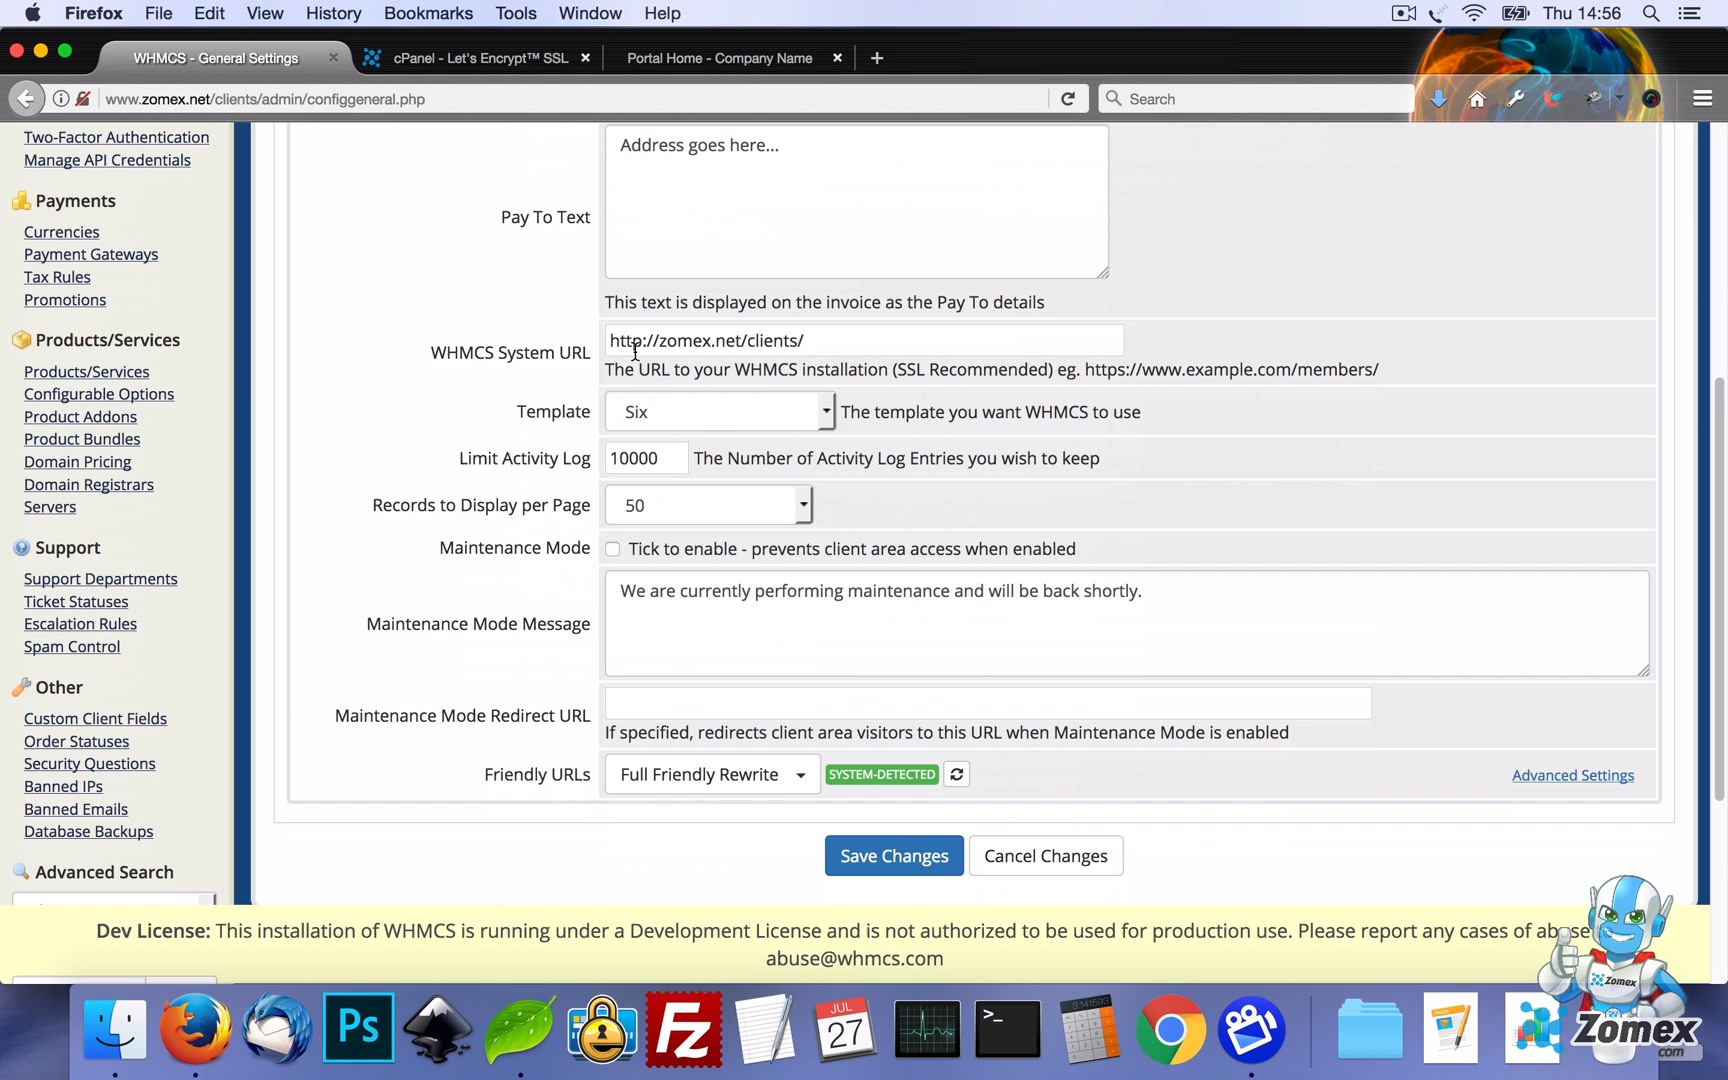 Firefox File Edit View History Bookmarks Tools Window Help Thu 14:56
WHMCS - General Settings cPanel - Let's Encrypt™ SSL Portal Home - Company Name
www.zomex.net/clients/admin/configgeneral.php Search
Two-Factor Authentication
Manage API Credentials
Payments
Currencies
Payment Gateways
Tax Rules
Promotions
Products/Services
Products/Services
Configurable Options
Product Addons
Product Bundles
Domain Pricing
Domain Registrars
Servers
Support
Support Departments
Ticket Statuses
Escalation Rules
Spam Control
Other
Custom Client Fields
Order Statuses
Security Questions
Banned IPs
Banned Emails
Database Backups
Advanced Search
Address goes here...
Pay To Text
This text is displayed on the invoice as the Pay To details
WHMCS System URL http://zomex.net/clients/
The URL to your WHMCS installation (SSL Recommended) eg. https://www.example.com/members/
Template Six The template you want WHMCS to use
Limit Activity Log 10000 The Number of Activity Log Entries you wish to keep
Records to Display per Page 50
Maintenance Mode Tick to enable - prevents client area access when enabled
We are currently performing maintenance and will be back shortly.
Maintenance Mode Message
Maintenance Mode Redirect URL
If specified, redirects client area visitors to this URL when Maintenance Mode is enabled
Friendly URLs Full Friendly Rewrite SYSTEM-DETECTED Advanced Settings
Save Changes Cancel Changes
Dev License: This installation of WHMCS is running under a Development License and is not authorized to be used for production use. Please report any cases of abuse
abuse@whmcs.com
Zomex
Ps
Fz
JUL
27
>_
3.141593
Zomex
.com